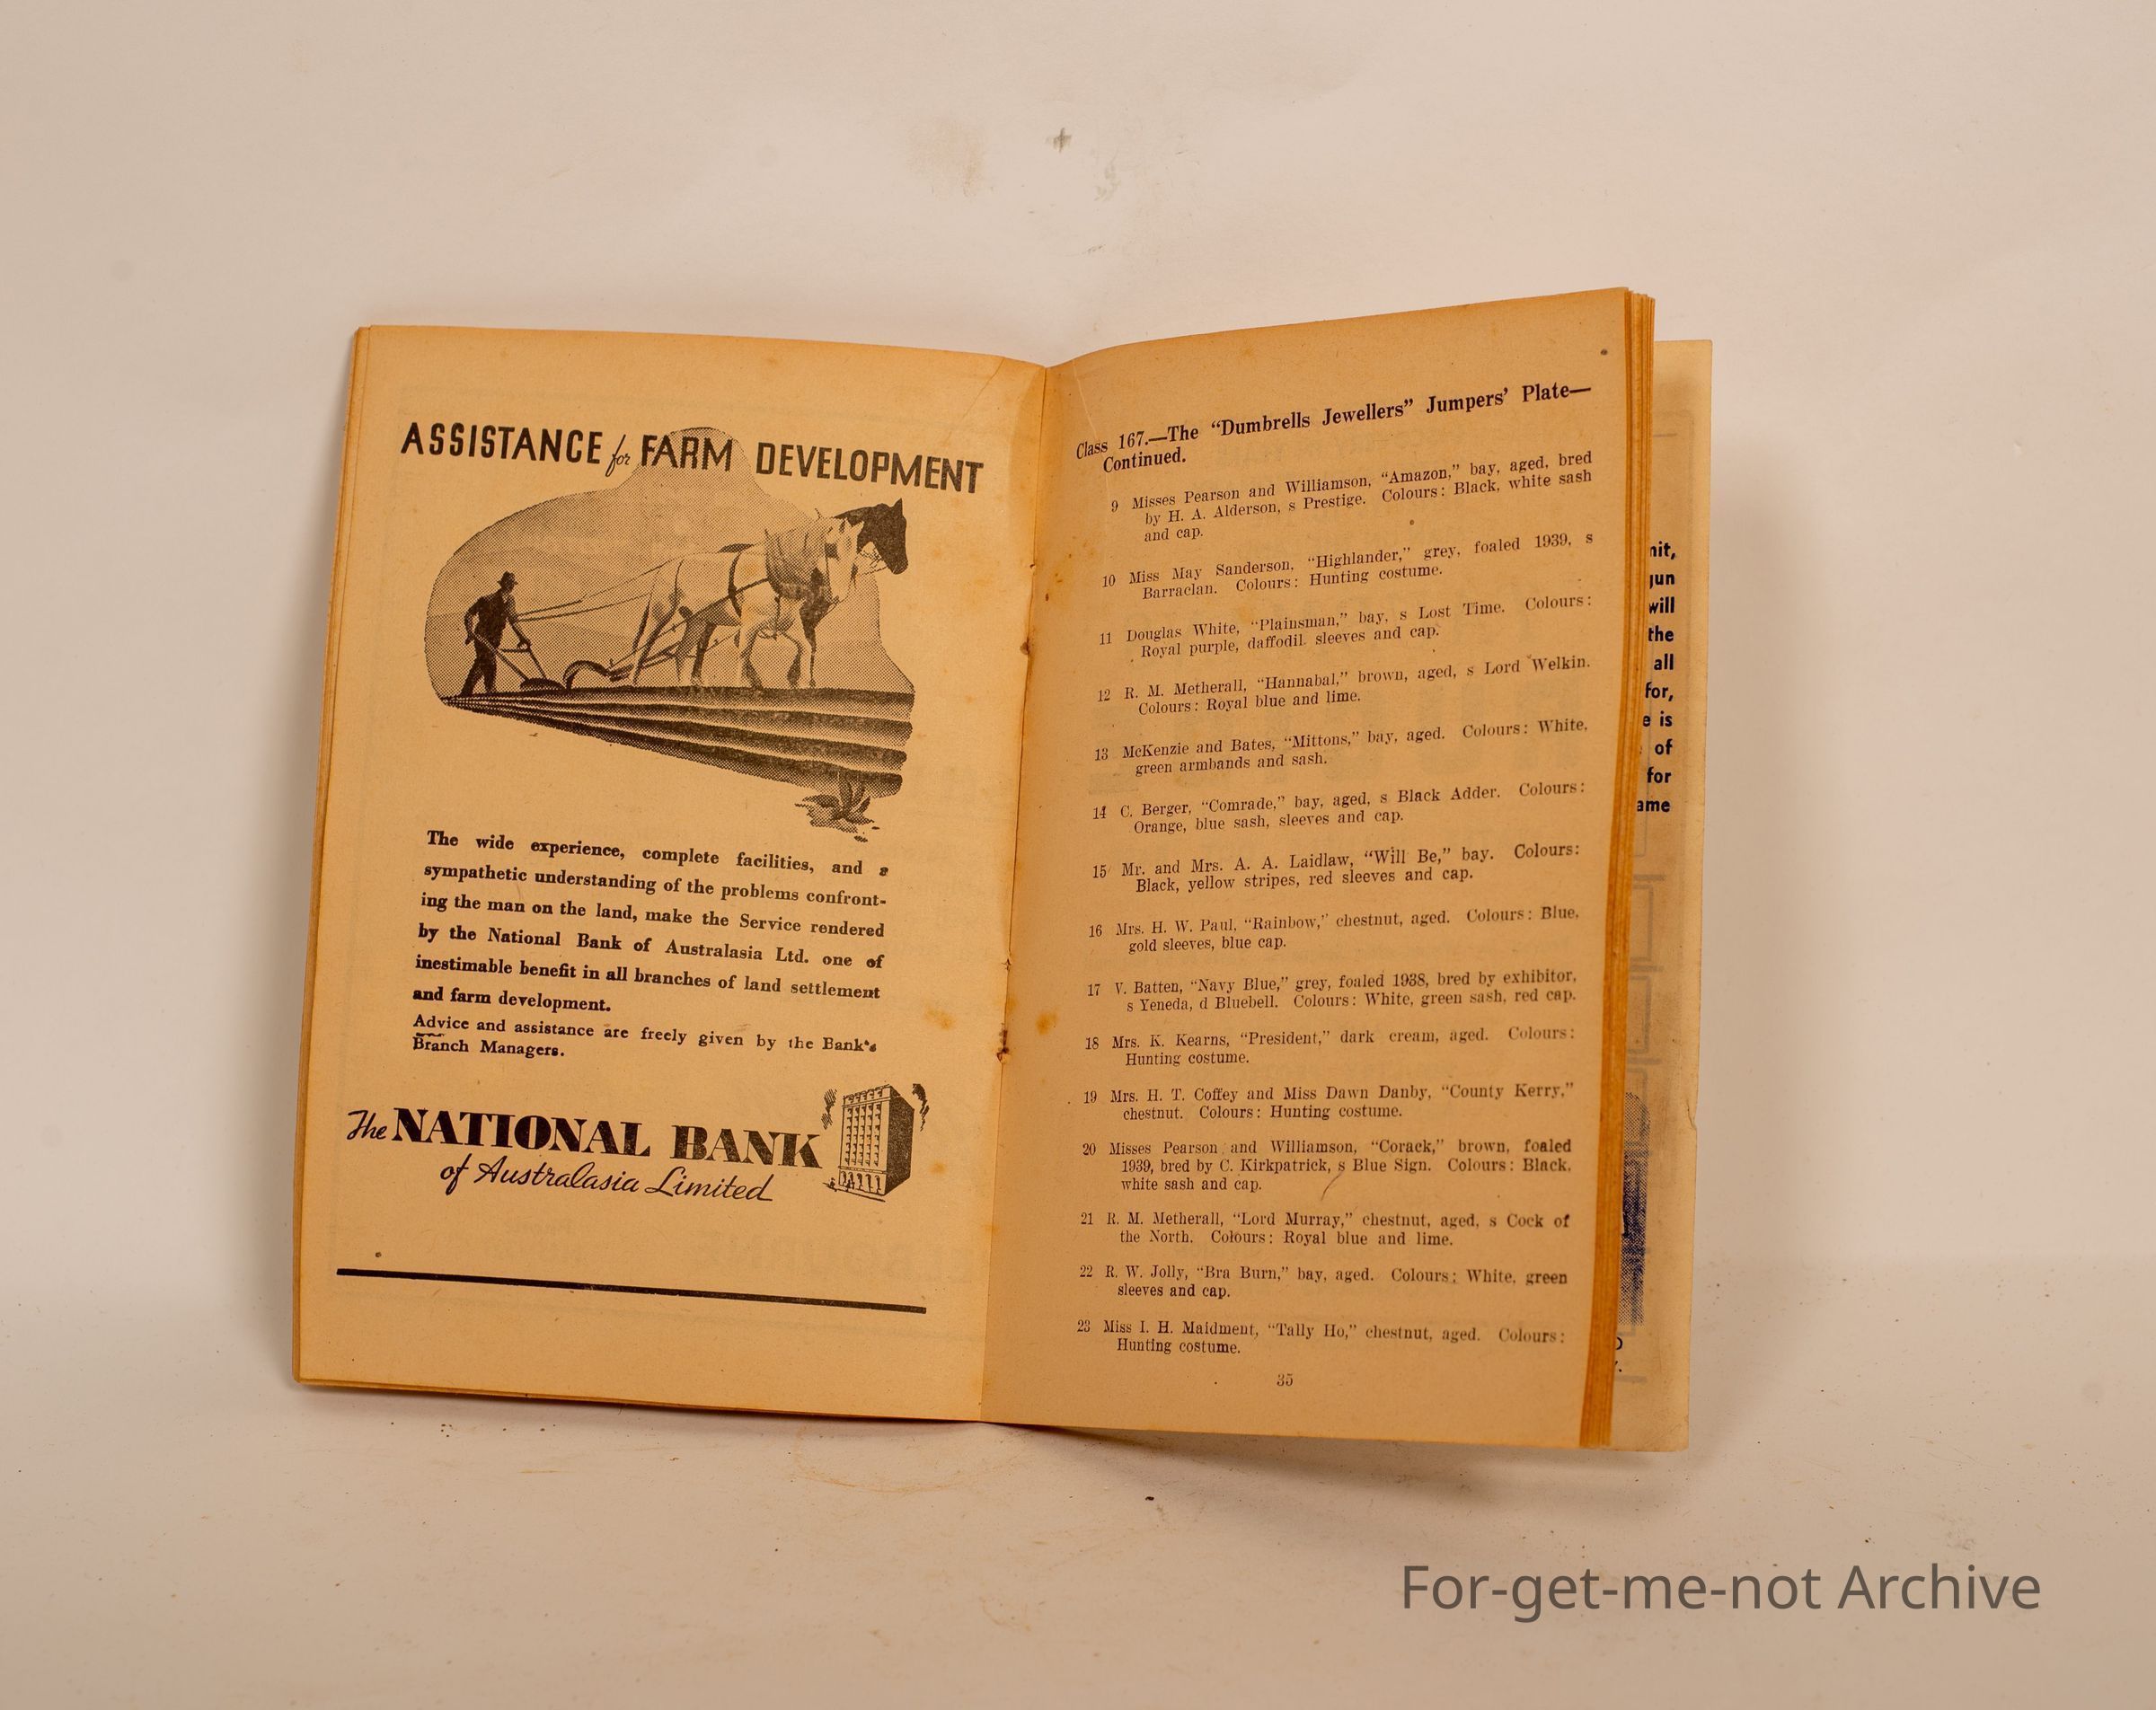 ASSISTANCE for FARM DEVELOPMENT
The wide experience, complete facilities, and a
sympathetic understanding of the problems confront-
ing the man on the land, make the Service rendered
by the National Bank of Australasia Ltd. one of
inestimable benefit in all branches of land settlement
and farm development.
Advice and assistance are freely given by the Bank's
Branch Managers.
The NATIONAL BANK
of Australasia Limited
Class 167.—The “Dumbrells Jewellers” Jumpers’ Plate—
Continued.
9 Misses Pearson and Williamson, “Amazon,” bay, aged, bred
by H. A. Alderson, s Prestige. Colours: Black, white sash
and cap.
10 Miss May Sanderson, “Highlander,” grey, foaled 1939, s
Barraclan. Colours: Hunting costume.
11 Douglas White, “Plainsman,” bay, s Lost Time. Colours:
Royal purple, daffodil sleeves and cap.
12 R. M. Metherall, “Hannabal,” brown, aged, s Lord Welkin.
Colours: Royal blue and lime.
13 McKenzie and Bates, “Mittons,” bay, aged. Colours: White,
green armbands and sash.
14 C. Berger, “Comrade,” bay, aged, s Black Adder. Colours:
Orange, blue sash, sleeves and cap.
15 Mr. and Mrs. A. A. Laidlaw, “Will Be,” bay. Colours:
Black, yellow stripes, red sleeves and cap.
16 Mrs. H. W. Paul, “Rainbow,” chestnut, aged. Colours: Blue,
gold sleeves, blue cap.
17 V. Batten, “Navy Blue,” grey, foaled 1938, bred by exhibitor,
s Yeneda, d Bluebell. Colours: White, green sash, red cap.
18 Mrs. K. Kearns, “President,” dark cream, aged. Colours:
Hunting costume.
19 Mrs. H. T. Coffey and Miss Dawn Danby, “County Kerry,”
chestnut. Colours: Hunting costume.
20 Misses Pearson and Williamson, “Corack,” brown, foaled
1939, bred by C. Kirkpatrick, s Blue Sign. Colours: Black,
white sash and cap.
21 R. M. Metherall, “Lord Murray,” chestnut, aged, s Cock of
the North. Colours: Royal blue and lime.
22 R. W. Jolly, “Bra Burn,” bay, aged. Colours: White, green
sleeves and cap.
23 Miss I. H. Maidment, “Tally Ho,” chestnut, aged. Colours:
Hunting costume.
35
will
the
all
for,
is
of
for
For-get-me-not Archive